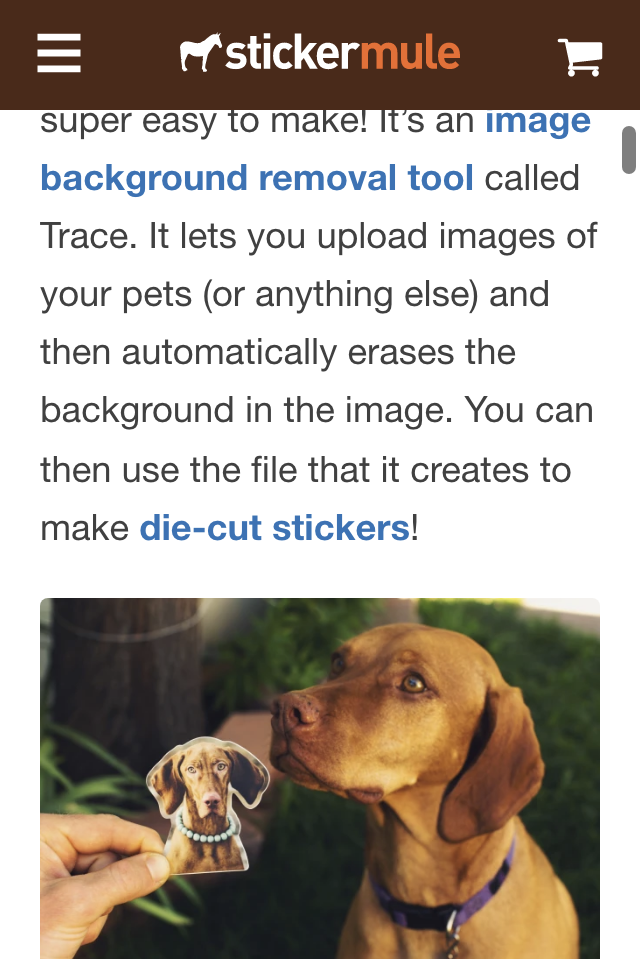 stickermule
super easy to make! It’s an image
background removal tool called
Trace. It lets you upload images of
your pets (or anything else) and
then automatically erases the
background in the image. You can
then use the file that it creates to
make die-cut stickers!